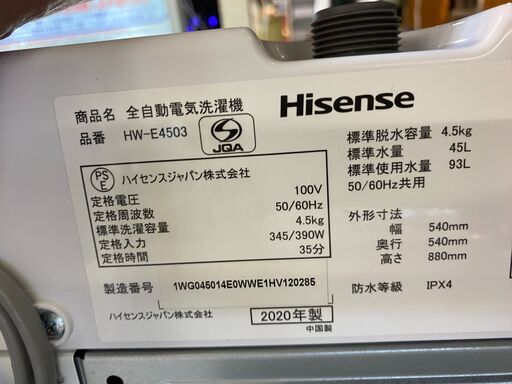 商品名 全自動電気洗濯機
品番 HW-E4503
S
JQA
Hisense
標準脱水容量 4.5kg
標準水量 45L
標準使用水量 93L
50/60Hz共用
PS
E
ハイセンスジャパン株式会社
定格電圧 100V
定格周波数 50/60Hz
標準洗濯容量 4.5kg
定格入力 345/390W
定格時間 35分
外形寸法
幅 540mm
奥行 540mm
高さ 880mm
製造番号 1WG045014E0WWE1HV120285
防水等級 IPX4
ハイセンスジャパン株式会社
2020年製
中国製